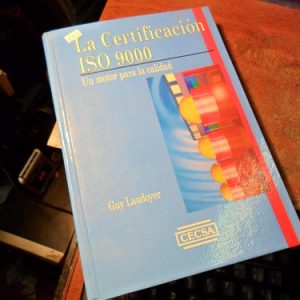 La Certificación
ISO 9000
Un motor para la calidad
Guy Laudoyer
CECSA